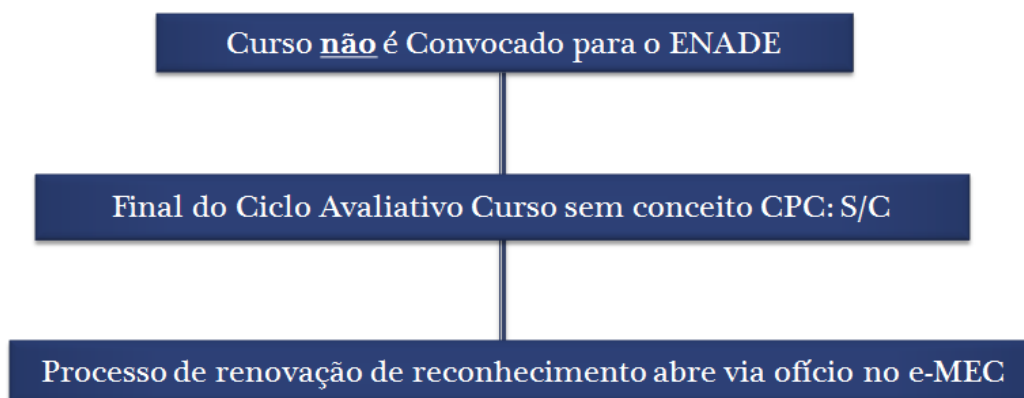 Curso não é Convocado para o ENADE
Final do Ciclo Avaliativo Curso sem conceito CPC: S/C
Processo de renovação de reconhecimento abre via ofício no e-MEC